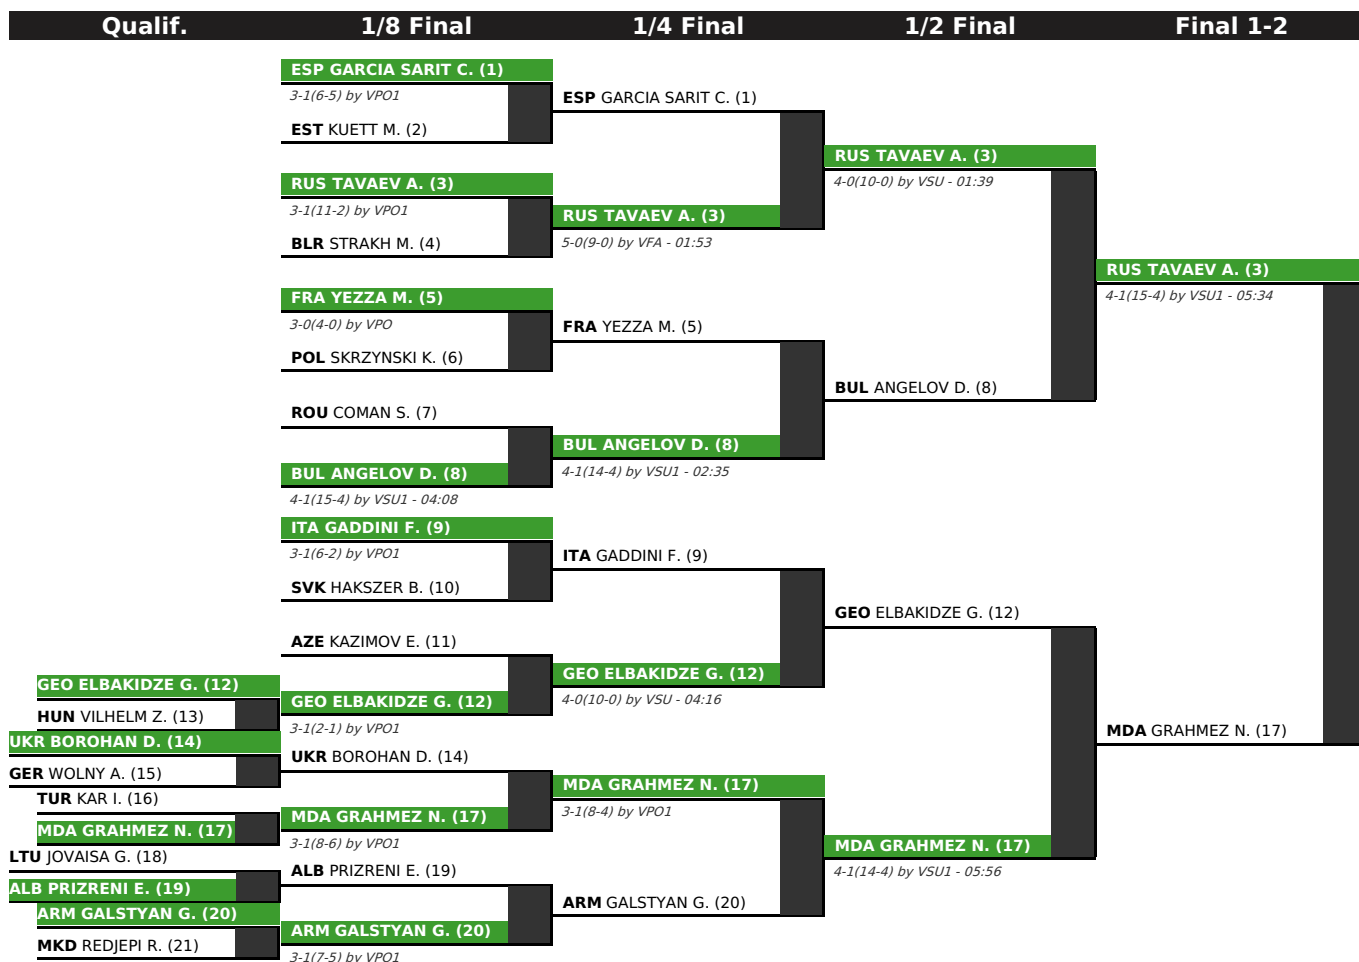 Qualif.
1/8 Final
1/4 Final
1/2 Final
Final 1-2
GEO ELBAKIDZE G. (12)
HUN VILHELM Z. (13)
UKR BOROHAN D. (14)
GER WOLNY A. (15)
TUR KAR I. (16)
MDA GRAHMEZ N. (17)
LTU JOVAISA G. (18)
ALB PRIZRENI E. (19)
ARM GALSTYAN G. (20)
MKD REDJEPI R. (21)
ESP GARCIA SARIT C. (1)
3-1(6-5) by VPO1
EST KUETT M. (2)
RUS TAVAEV A. (3)
3-1(11-2) by VPO1
BLR STRAKH M. (4)
FRA YEZZA M. (5)
3-0(4-0) by VPO
POL SKRZYNSKI K. (6)
ROU COMAN S. (7)
BUL ANGELOV D. (8)
4-1(15-4) by VSU1 - 04:08
ITA GADDINI F. (9)
3-1(6-2) by VPO1
SVK HAKSZER B. (10)
AZE KAZIMOV E. (11)
GEO ELBAKIDZE G. (12)
3-1(2-1) by VPO1
UKR BOROHAN D. (14)
MDA GRAHMEZ N. (17)
3-1(8-6) by VPO1
ALB PRIZRENI E. (19)
ARM GALSTYAN G. (20)
3-1(7-5) by VPO1
ESP GARCIA SARIT C. (1)
RUS TAVAEV A. (3)
5-0(9-0) by VFA - 01:53
FRA YEZZA M. (5)
BUL ANGELOV D. (8)
4-1(14-4) by VSU1 - 02:35
ITA GADDINI F. (9)
GEO ELBAKIDZE G. (12)
4-0(10-0) by VSU - 04:16
MDA GRAHMEZ N. (17)
3-1(8-4) by VPO1
ARM GALSTYAN G. (20)
RUS TAVAEV A. (3)
4-0(10-0) by VSU - 01:39
BUL ANGELOV D. (8)
GEO ELBAKIDZE G. (12)
MDA GRAHMEZ N. (17)
4-1(14-4) by VSU1 - 05:56
RUS TAVAEV A. (3)
4-1(15-4) by VSU1 - 05:34
MDA GRAHMEZ N. (17)